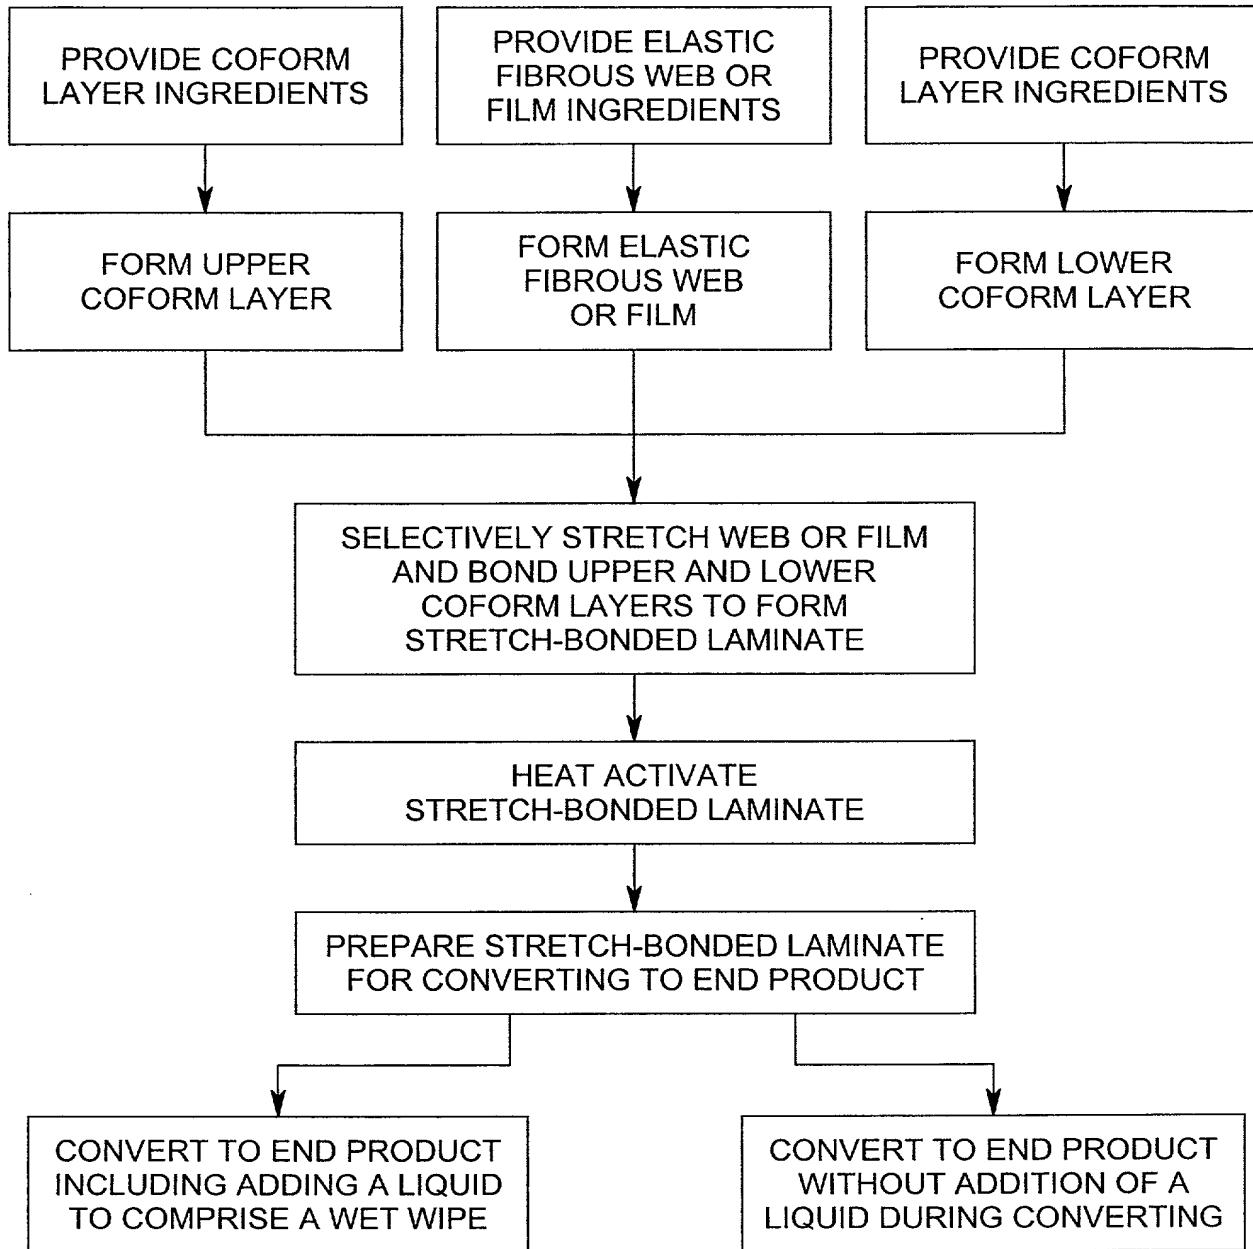 PROVIDE COFORM
LAYER INGREDIENTS
PROVIDE ELASTIC
FIBROUS WEB OR
FILM INGREDIENTS
PROVIDE COFORM
LAYER INGREDIENTS
FORM UPPER
COFORM LAYER
FORM ELASTIC
FIBROUS WEB
OR FILM
FORM LOWER
COFORM LAYER
SELECTIVELY STRETCH WEB OR FILM
AND BOND UPPER AND LOWER
COFORM LAYERS TO FORM
STRETCH-BONDED LAMINATE
HEAT ACTIVATE
STRETCH-BONDED LAMINATE
PREPARE STRETCH-BONDED LAMINATE
FOR CONVERTING TO END PRODUCT
CONVERT TO END PRODUCT
INCLUDING ADDING A LIQUID
TO COMPRISE A WET WIPE
CONVERT TO END PRODUCT
WITHOUT ADDITION OF A
LIQUID DURING CONVERTING